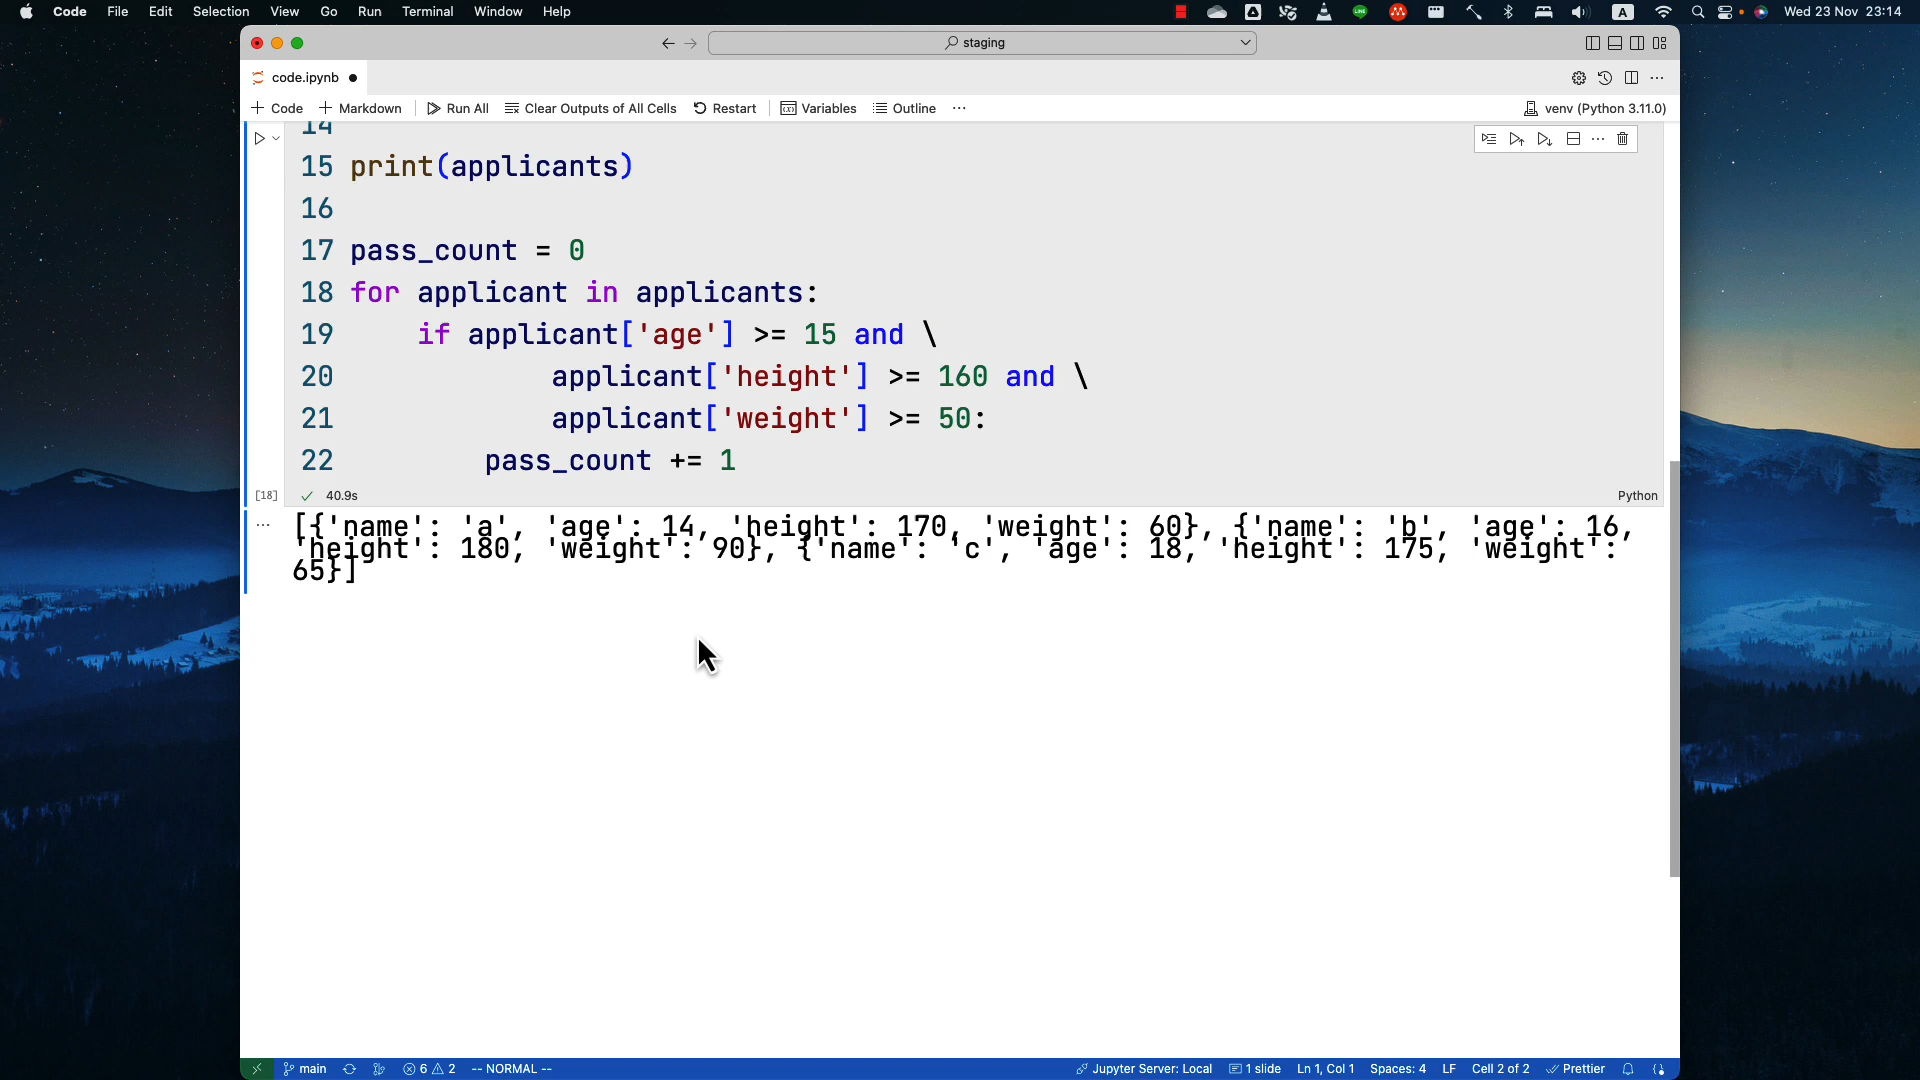 Code File Edit Selection View Go Run Terminal Window Help A Wed 23 Nov 23:14
staging
code.ipynb
Code Markdown Run All Clear Outputs of All Cells Restart Variables Outline ... venv (Python 3.11.0)
14
15 print(applicants)
16
17 pass_count = 0
18 for applicant in applicants:
19 if applicant['age'] >= 15 and \
20 applicant['height'] >= 160 and \
21 applicant['weight'] >= 50:
22 pass_count += 1
[18] 40.9s Python
[{'name': 'a', 'age': 14, 'height': 170, 'weight': 60}, {'name': 'b', 'age': 16,
'height': 180, 'weight': 90}, {'name': 'c', 'age': 18, 'height': 175, 'weight':
65}]
main 6 2 -- NORMAL -- Jupyter Server: Local 1 slide Ln 1, Col 1 Spaces: 4 LF Cell 2 of 2 Prettier